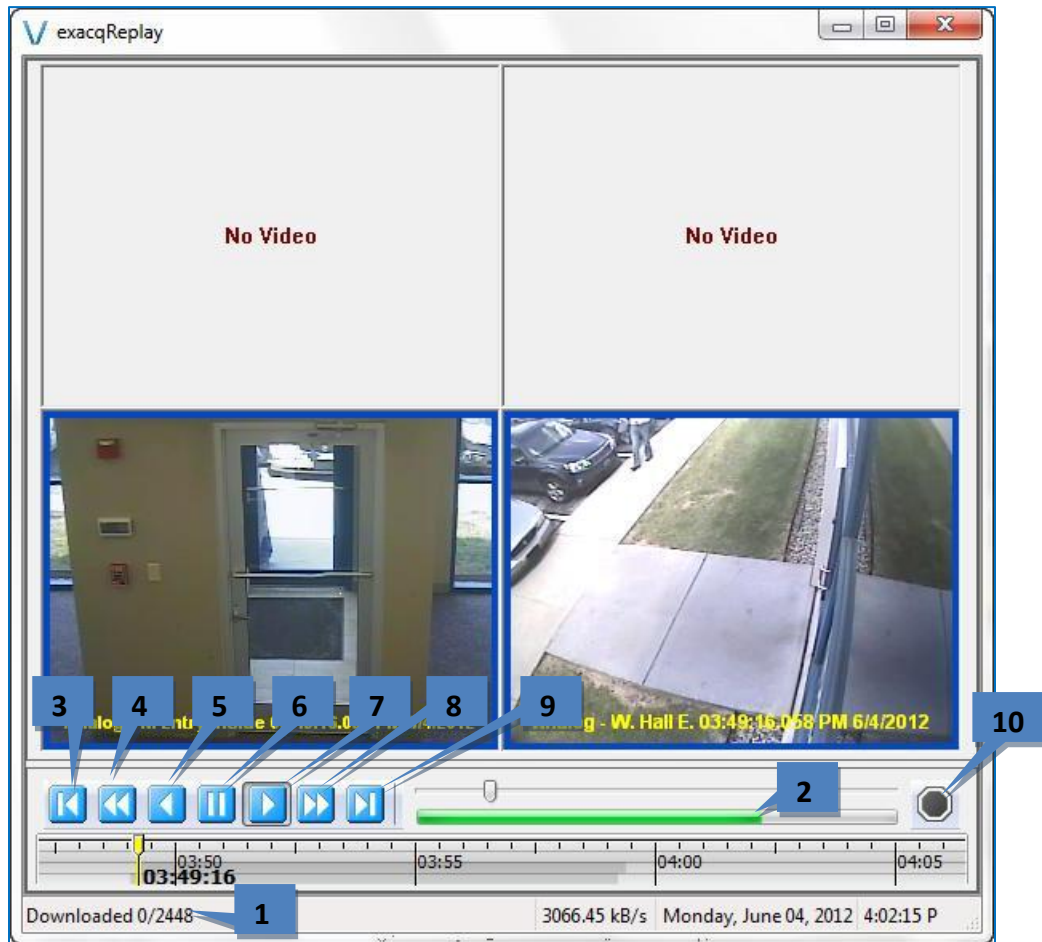 exacqReplay
No Video
No Video
W. Hall E. 03:49:16.058 PM 6/4/2012
3
4
5
6
7
8
9
10
2
03:50
03:55
04:00
04:05
03:49:16
Downloaded 0/2448
1
3066.45 kB/s
Monday, June 04, 2012
4:02:15 P